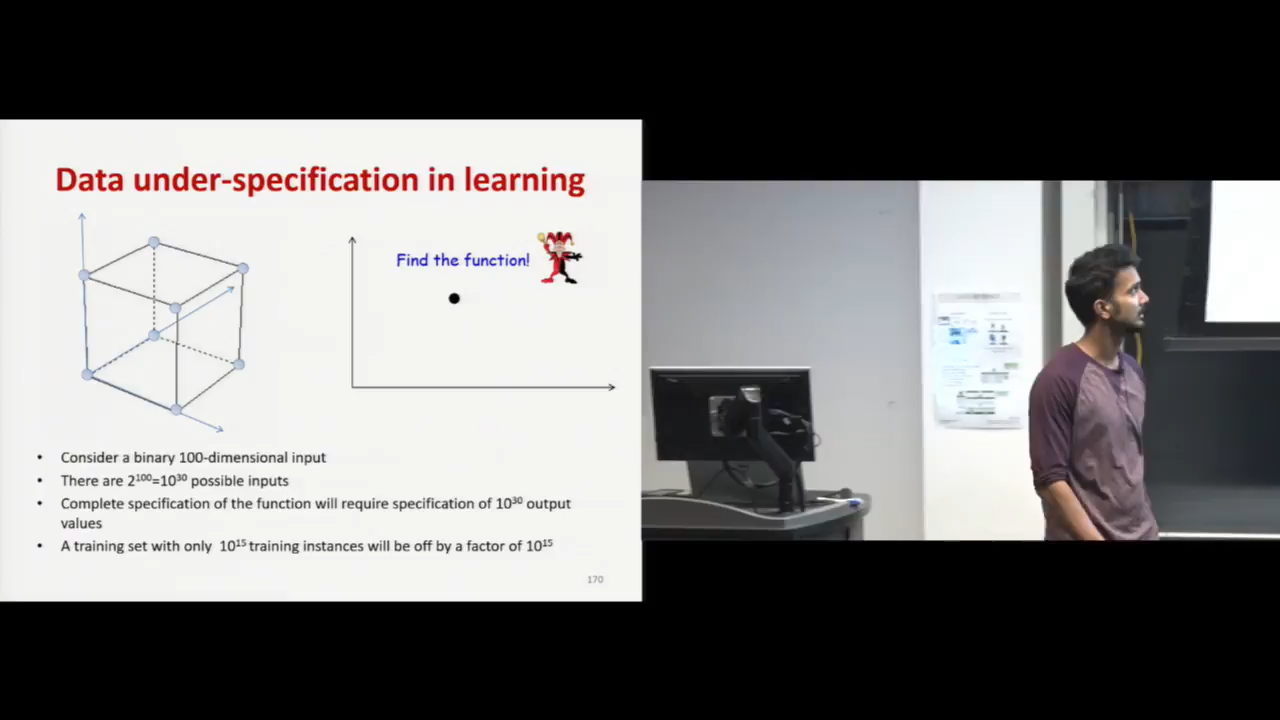 Data under-specification in learning
Find the function!
• Consider a binary 100-dimensional input
• There are 2¹⁰⁰=10³⁰ possible inputs
• Complete specification of the function will require specification of 10³⁰ output
values
• A training set with only 10¹⁵ training instances will be off by a factor of 10¹⁵
170